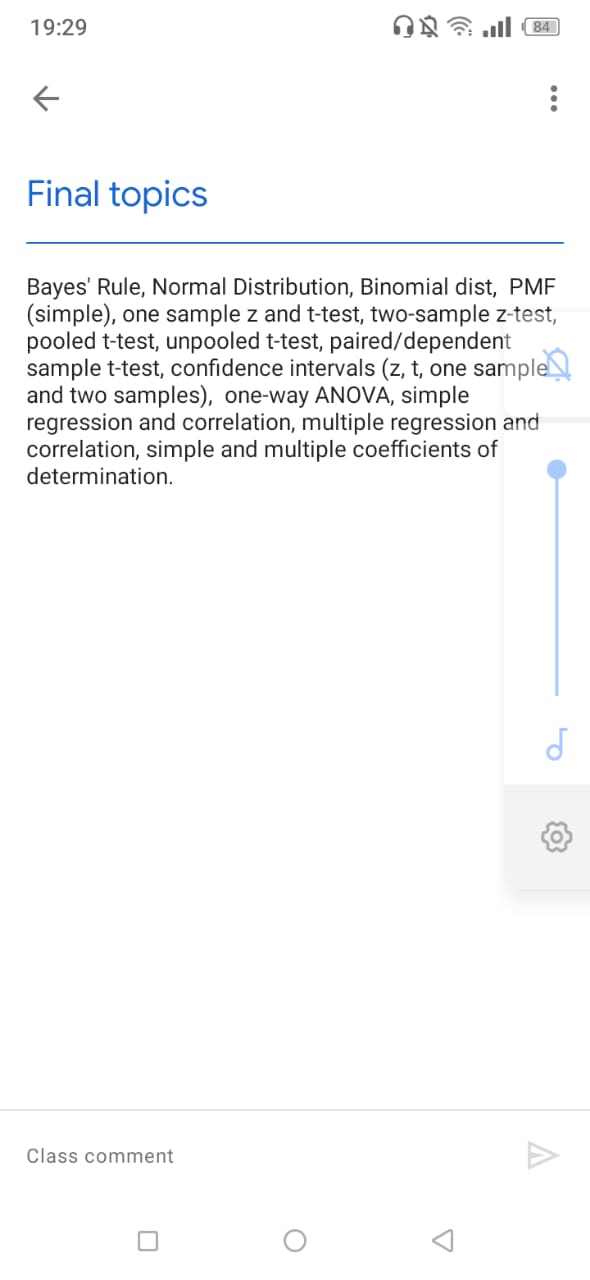 19:29
84
Final topics
Bayes' Rule, Normal Distribution, Binomial dist,  PMF
(simple), one sample z and t-test, two-sample z-test,
pooled t-test, unpooled t-test, paired/dependent
sample t-test, confidence intervals (z, t, one sample
and two samples),  one-way ANOVA, simple
regression and correlation, multiple regression and
correlation, simple and multiple coefficients of
determination.
Class comment